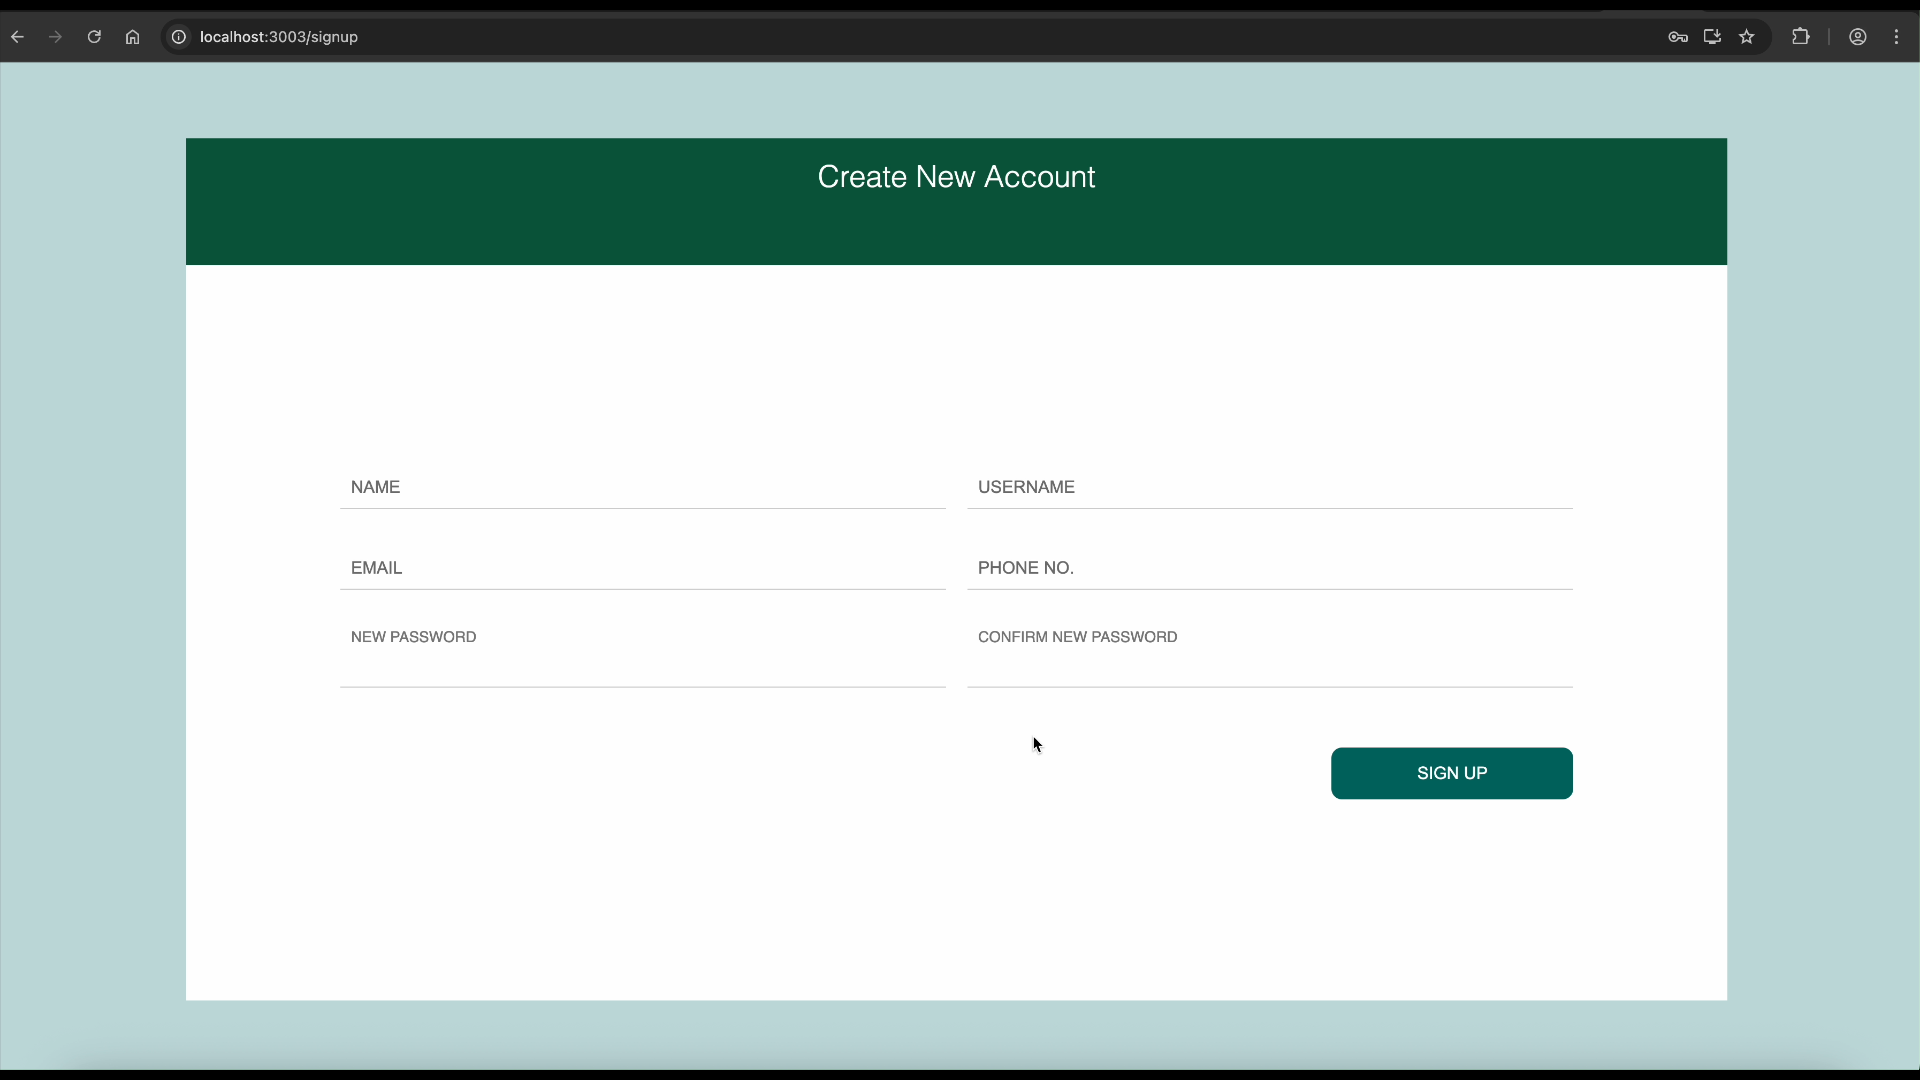 localhost:3003/signup
Create New Account
NAME USERNAME
EMAIL PHONE NO.
NEW PASSWORD CONFIRM NEW PASSWORD
SIGN UP